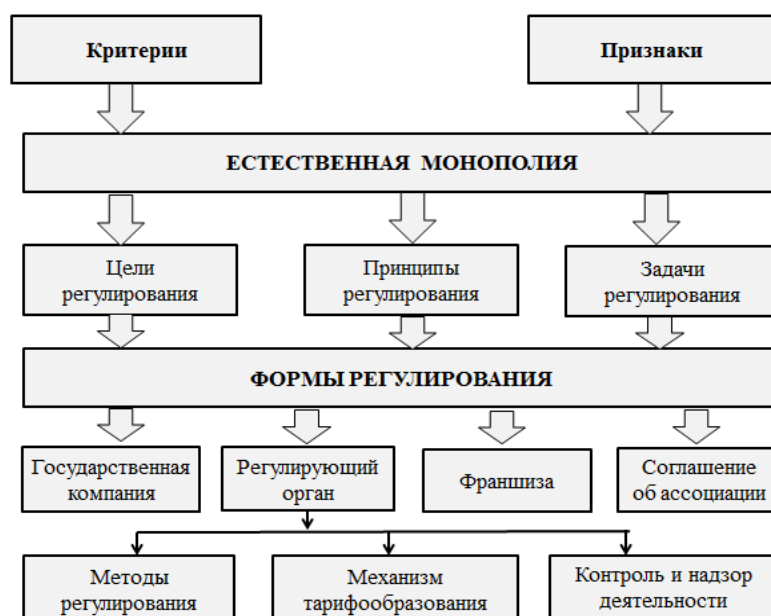 Критерии
Признаки
ЕСТЕСТВЕННАЯ МОНОПОЛИЯ
Цели
регулирования
Принципы
регулирования
Задачи
регулирования
ФОРМЫ РЕГУЛИРОВАНИЯ
Государственная
компания
Регулирующий
орган
Франшиза
Соглашение
об ассоциации
Методы
регулирования
Механизм
тарифообразования
Контроль и надзор
деятельности